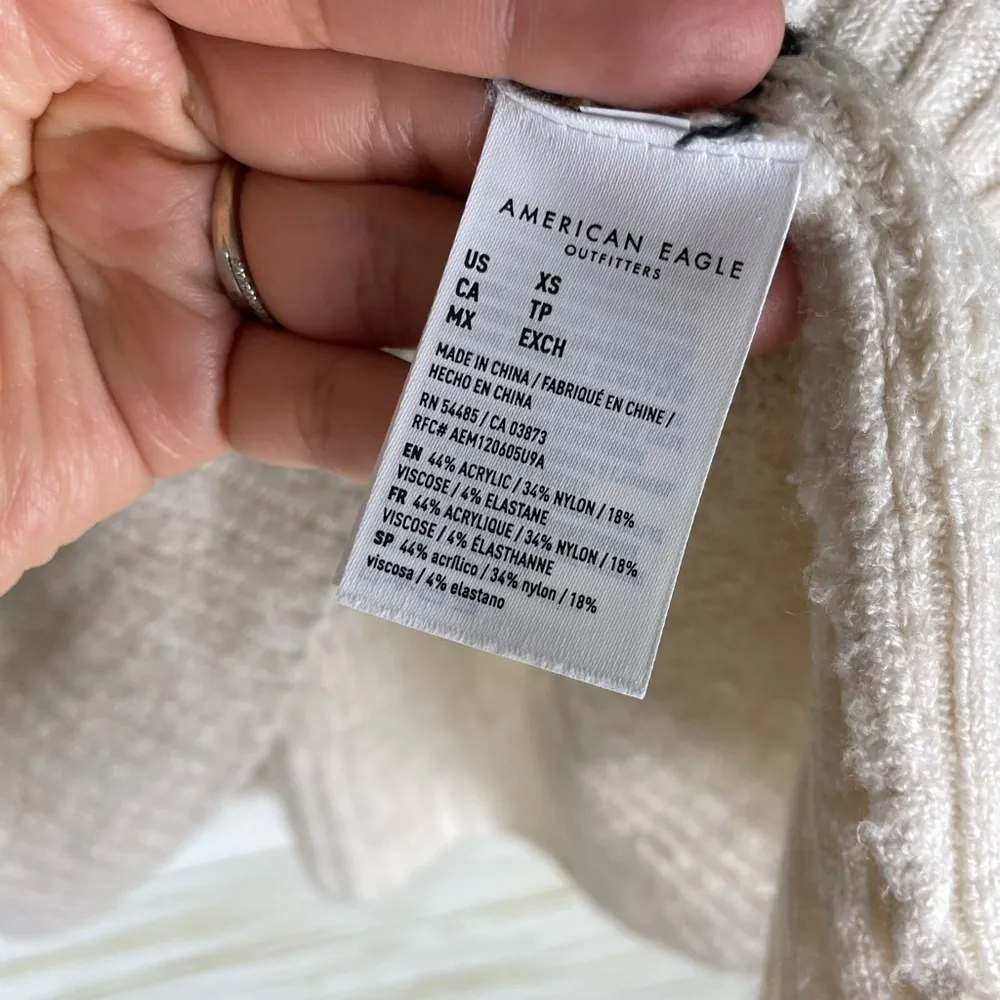 AMERICAN EAGLE
OUTFITTERS
US XS
CA TP
MX EXCH
MADE IN CHINA / FABRIQUÉ EN CHINE /
HECHO EN CHINA
RN 54485 / CA 03873
RFC# AEM120605U9A
EN 44% ACRYLIC / 34% NYLON / 18%
VISCOSE / 4% ELASTANE
FR 44% ACRYLIQUE / 34% NYLON / 18%
VISCOSE / 4% ÉLASTHANNE
SP 44% acrílico / 34% nylon / 18%
viscosa / 4% elastano